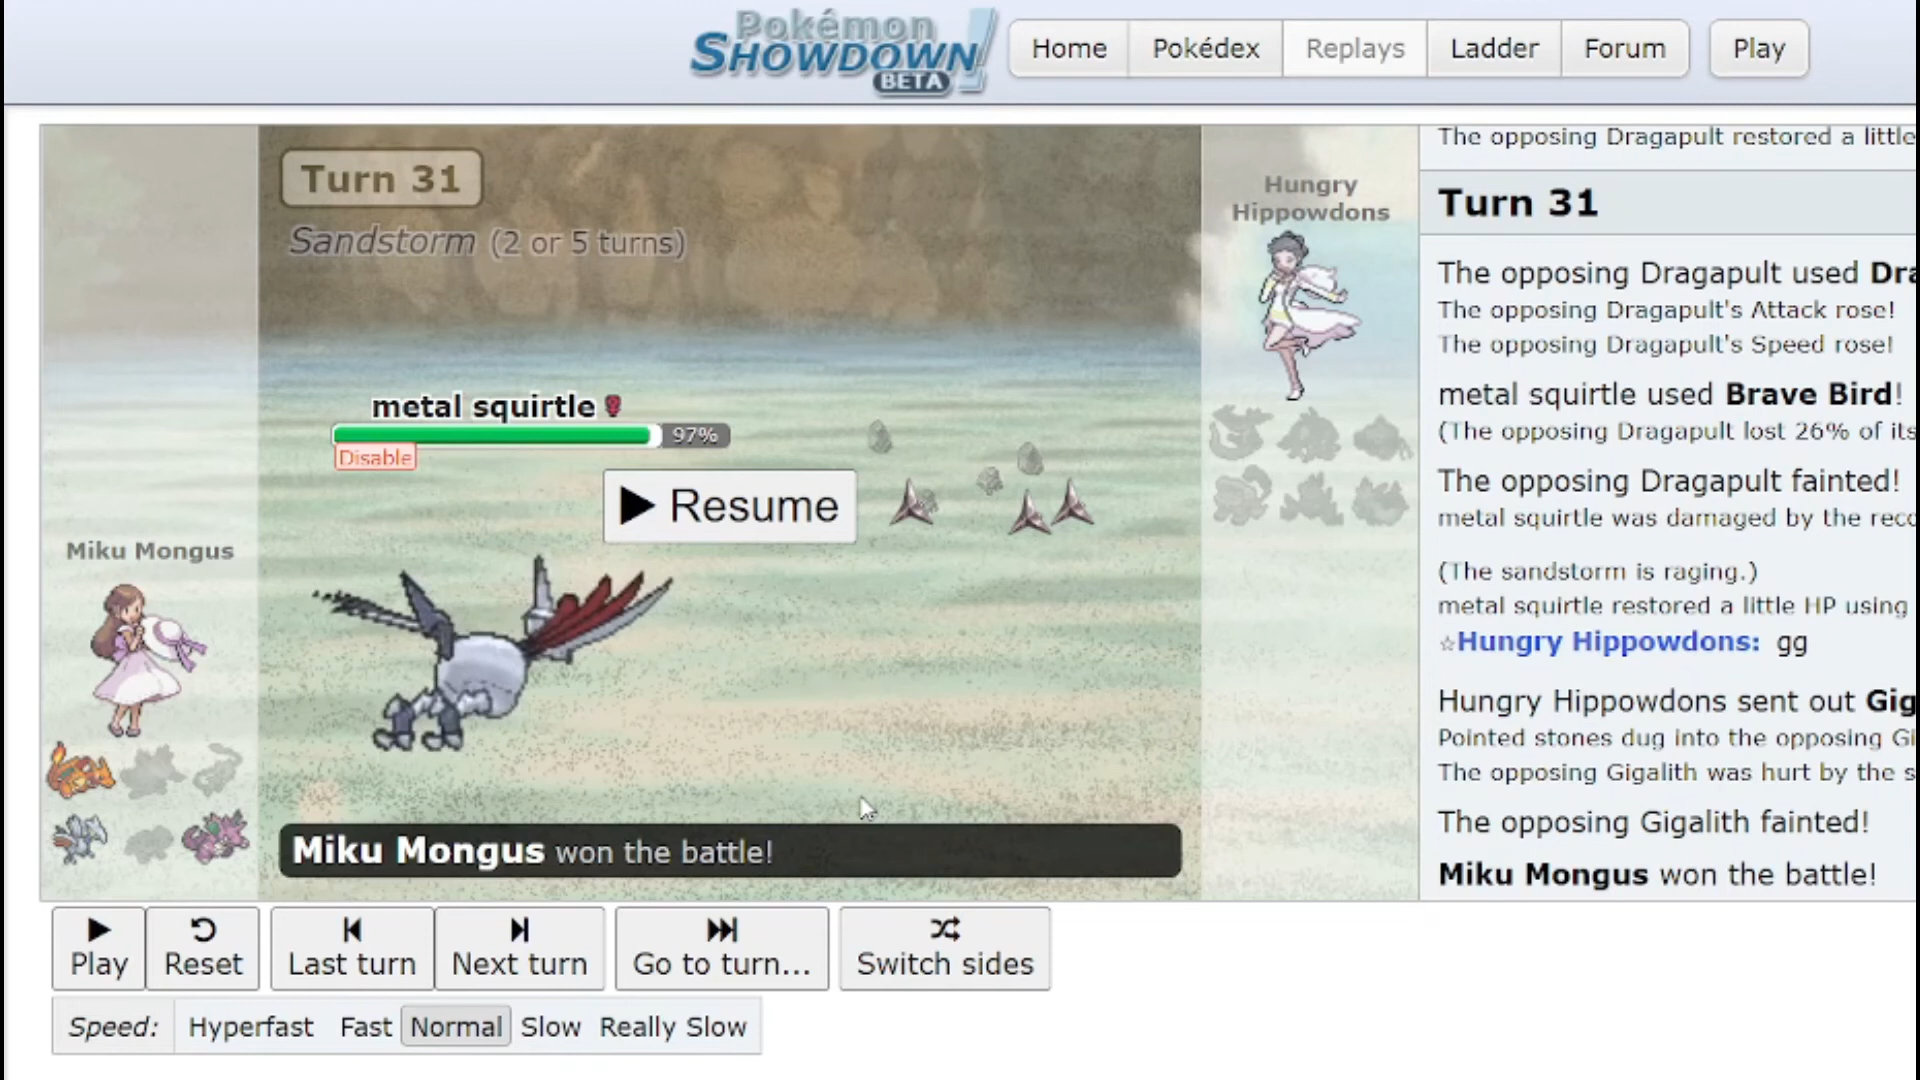 Pokémon
SHOWDOWN!
BETA
Home
Pokédex
Replays
Ladder
Forum
Play
Turn 31
Sandstorm (2 or 5 turns)
metal squirtle
97%
Disable
Resume
Miku Mongus
Miku Mongus won the battle!
Hungry
Hippowdons
The opposing Dragapult restored a little
Turn 31
The opposing Dragapult used Dra
The opposing Dragapult's Attack rose!
The opposing Dragapult's Speed rose!
metal squirtle used Brave Bird!
(The opposing Dragapult lost 26% of its
The opposing Dragapult fainted!
metal squirtle was damaged by the reco
(The sandstorm is raging.)
metal squirtle restored a little HP using
☆Hungry Hippowdons: gg
Hungry Hippowdons sent out Gig
Pointed stones dug into the opposing Gi
The opposing Gigalith was hurt by the s
The opposing Gigalith fainted!
Miku Mongus won the battle!
Play
Reset
Last turn
Next turn
Go to turn...
Switch sides
Speed:
Hyperfast
Fast
Normal
Slow
Really Slow